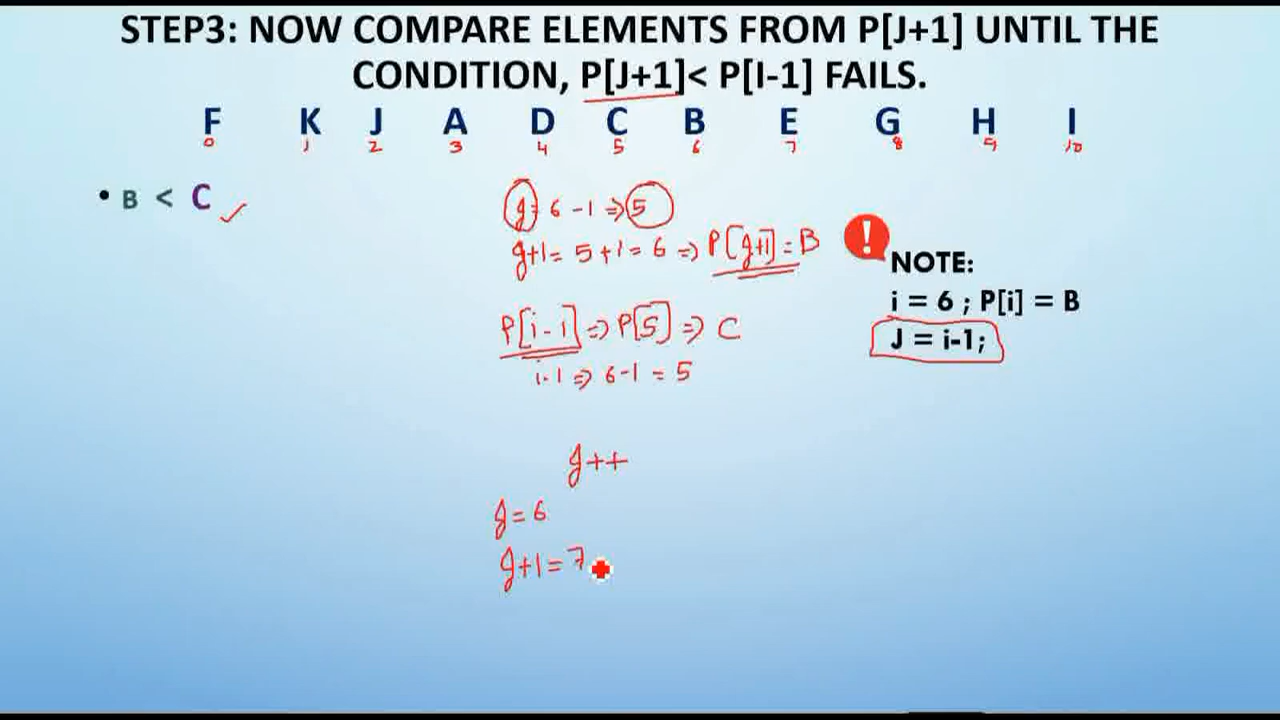 STEP3: NOW COMPARE ELEMENTS FROM P[J+1] UNTIL THE
CONDITION, P[J+1]< P[I-1] FAILS.
F K J A D C B E G H I
0 1 2 3 4 5 6 7 8 9 10
• B < C ✓
j= 6 - 1 => 5
j+1= 5+1= 6 => P[j+1] = B
P[i-1] => P[5] => C
i-1 => 6-1 = 5
j++
j=6
j+1=7
!
NOTE:
i = 6 ; P[i] = B
J = i-1;